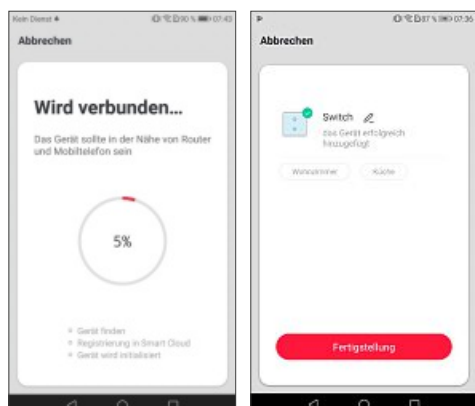 Kein Dienst
07:43
Abbrechen
Wird verbunden...
Das Gerät sollte in der Nähe von Router
und Mobiltelefon sein
5%
Gerät finden
Registrierung in Smart Cloud
Gerät wird initialisiert
07:36
Abbrechen
Switch
das Gerät erfolgreich
hinzugefügt
Küche
Fertigstellung